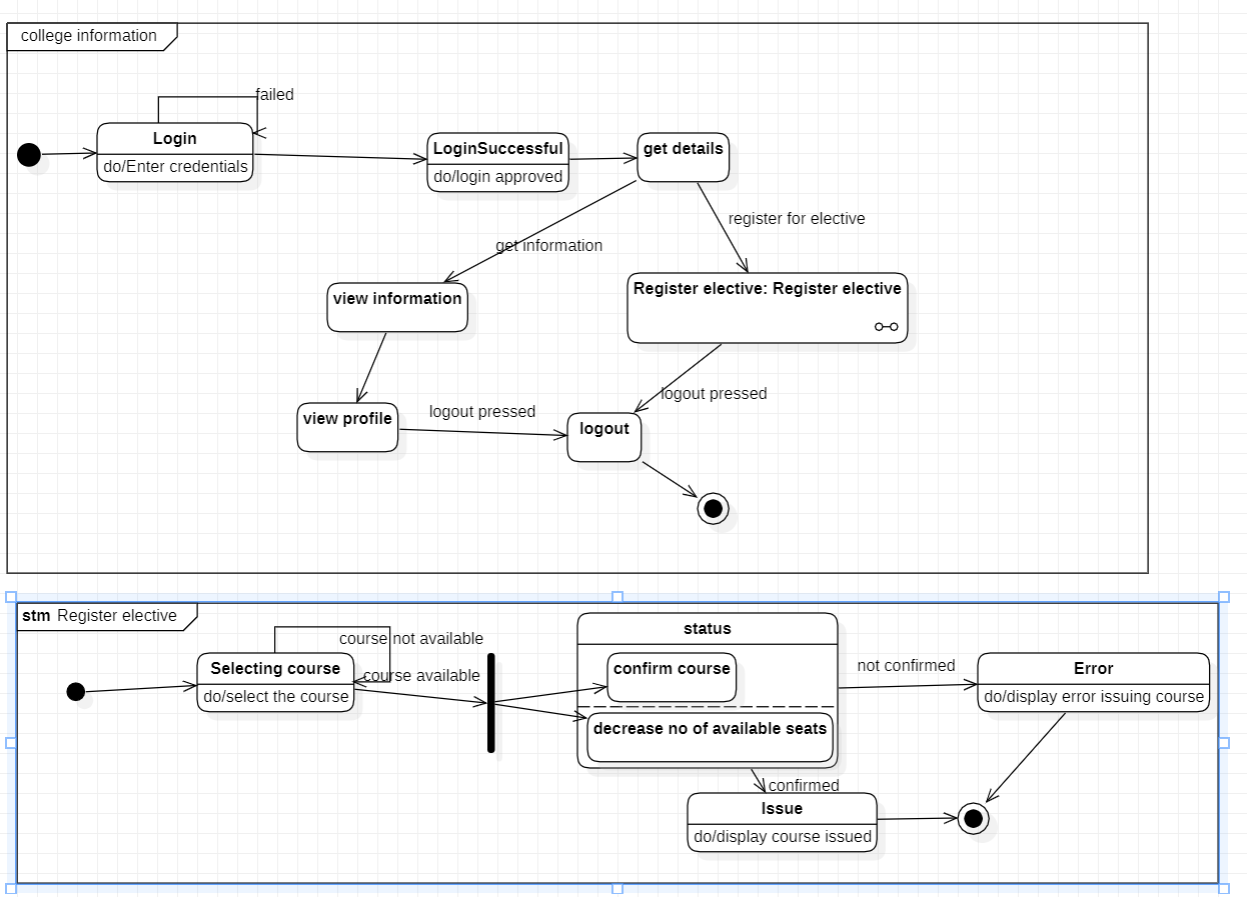 college information
failed
Login
do/Enter credentials
LoginSuccessful
do/login approved
get details
register for elective
get information
view information
Register elective: Register elective
view profile
logout pressed
logout pressed
logout
stm Register elective
status
course not available
Selecting course
do/select the course
course available
confirm course
decrease no of available seats
not confirmed
Error
do/display error issuing course
confirmed
Issue
do/display course issued